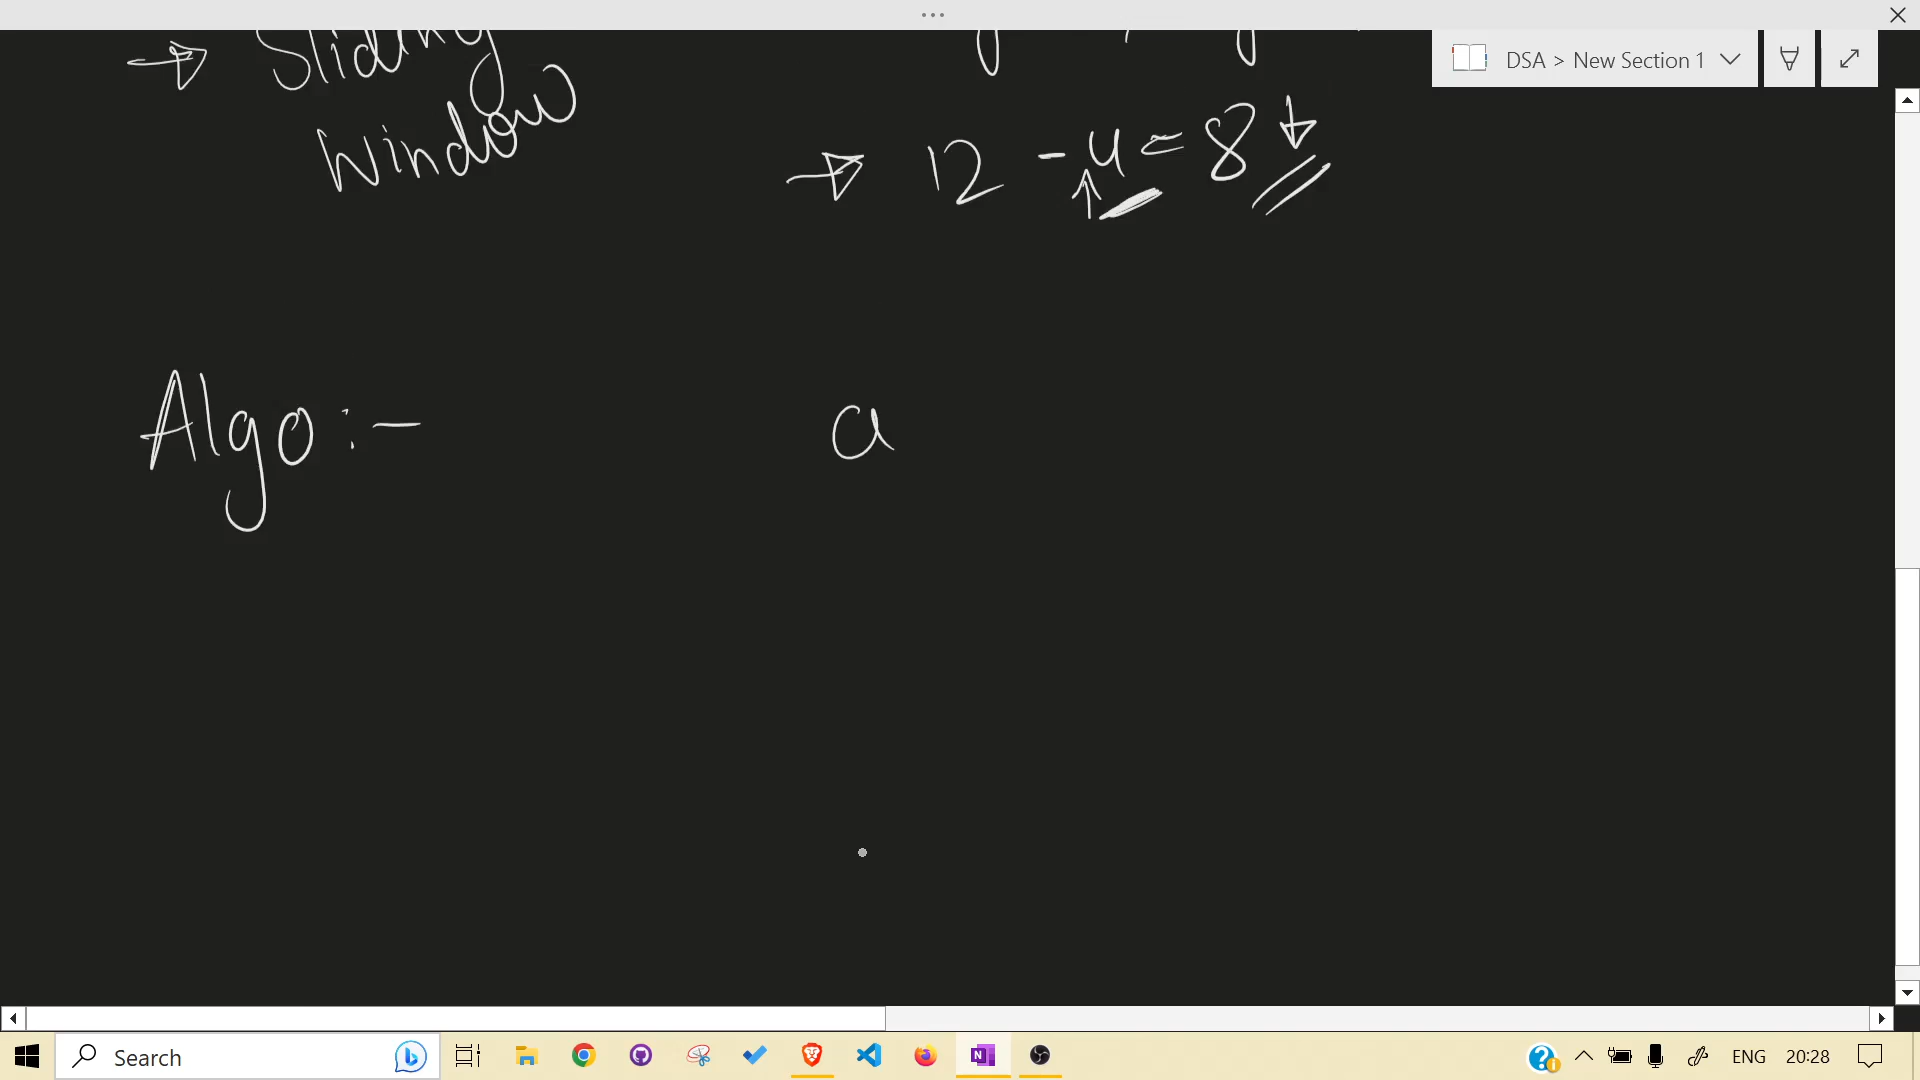 ...
DSA > New Section 1
→ Sliding
Window
→ 12 - 4 = 8 ↓
↑
Algo :-
a
Search
ENG 20:28